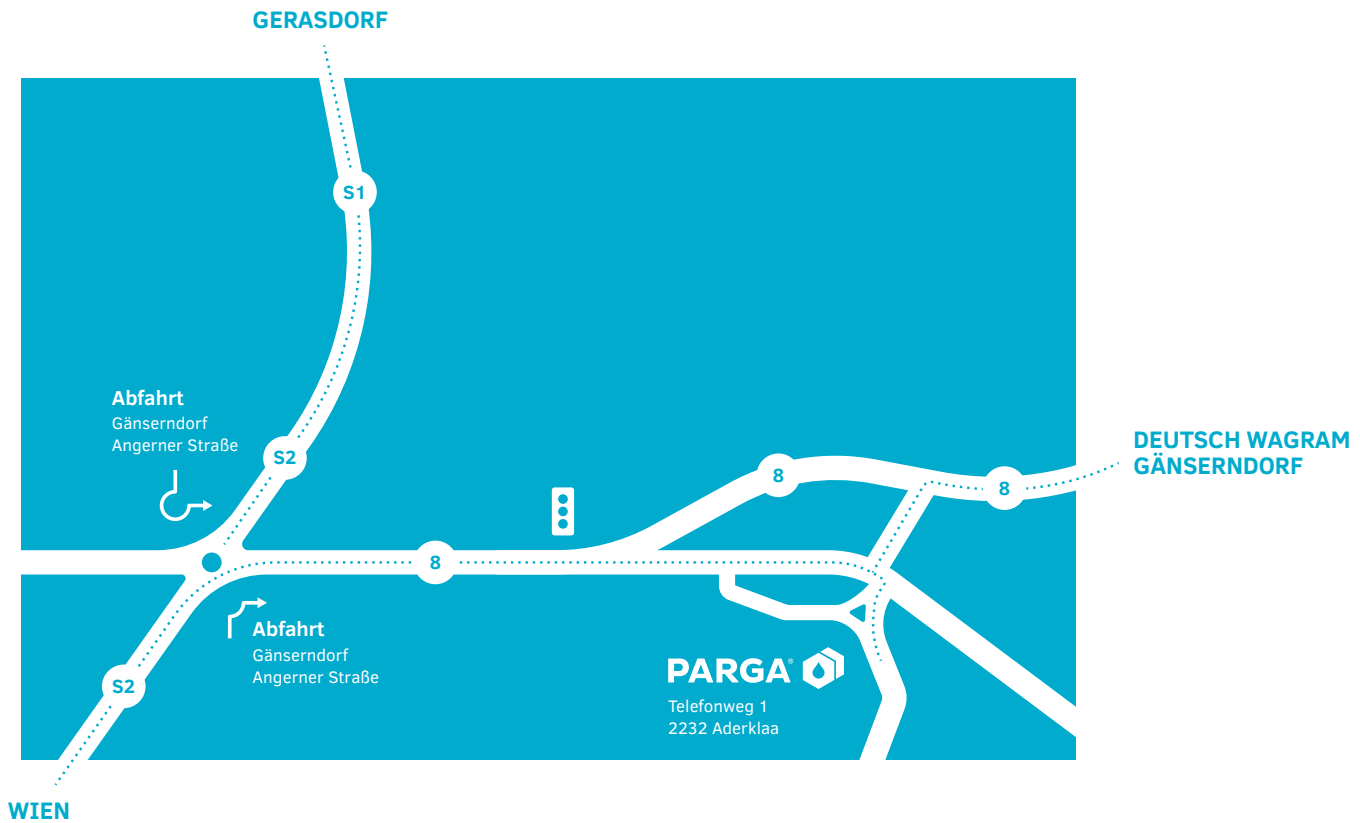 GERASDORF
S1
Abfahrt
Gänserndorf
Angerner Straße
S2
DEUTSCH WAGRAM
GÄNSERNDORF
8
8
8
Abfahrt
Gänserndorf
Angerner Straße
S2
PARGA®
Telefonweg 1
2232 Aderklaa
WIEN